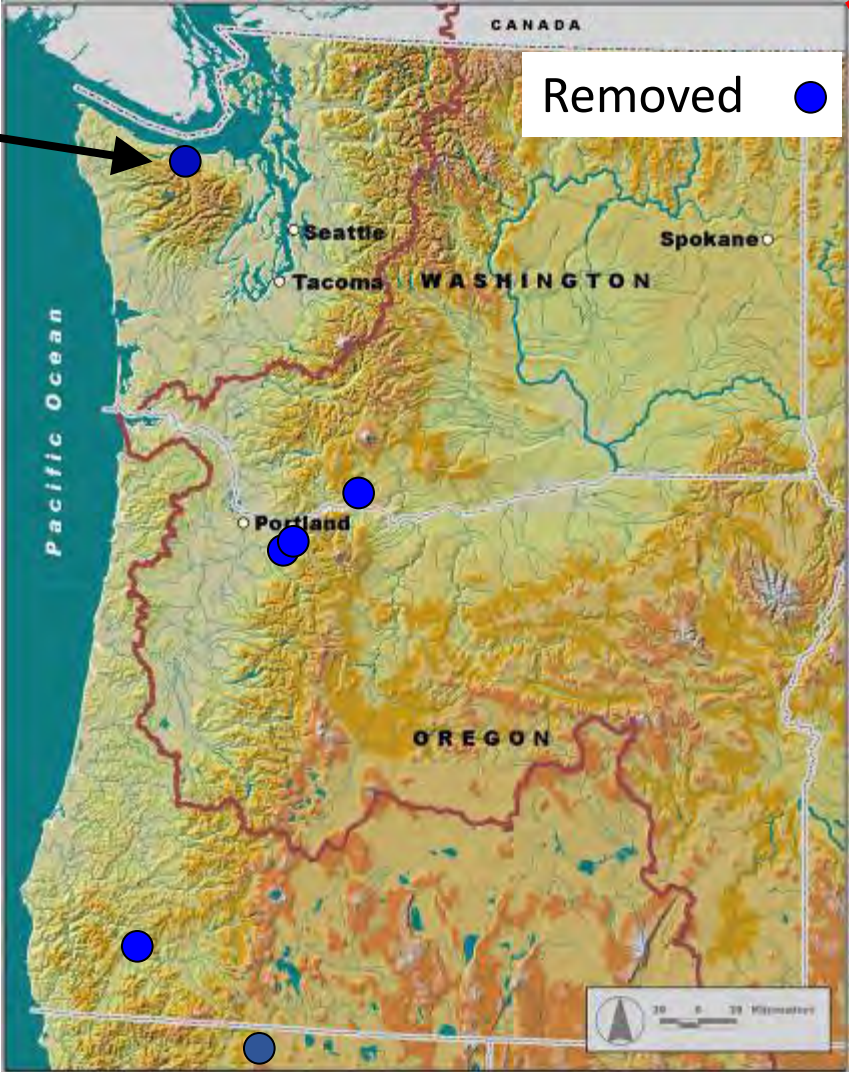 CANADA
Removed
Seattle
Spokane
Tacoma
WASHINGTON
Pacific Ocean
Portland
OREGON